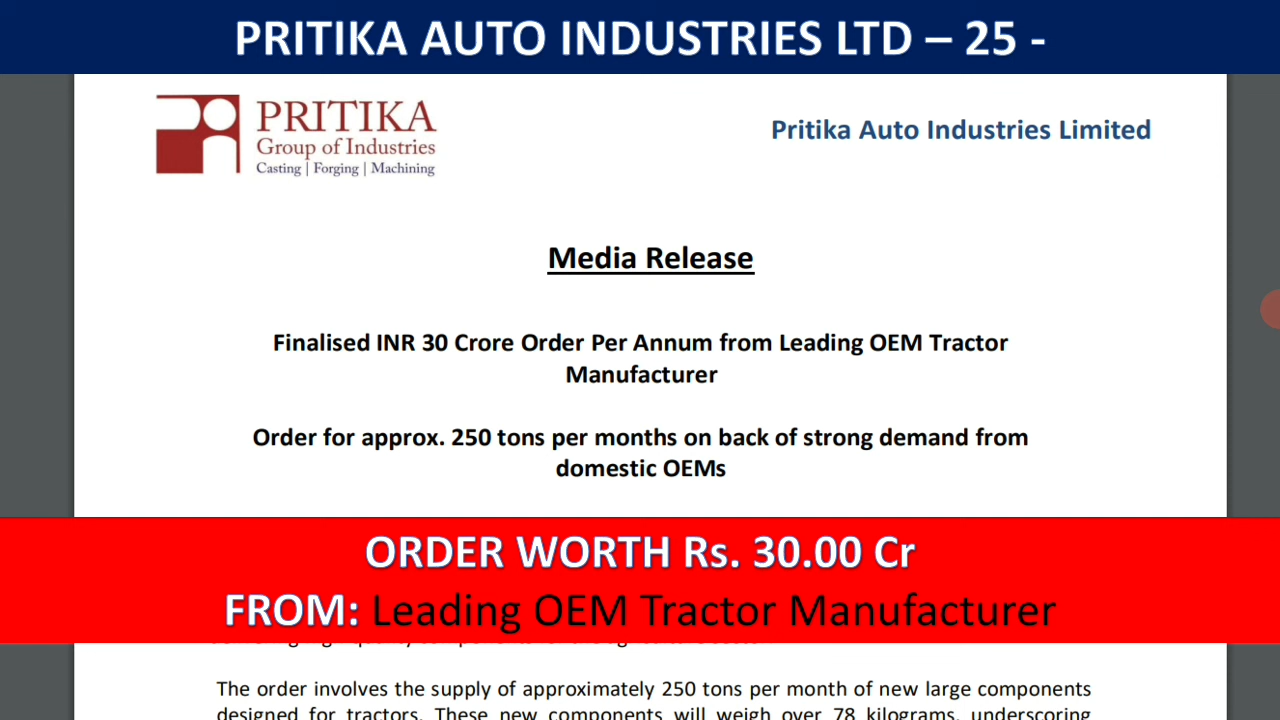 PRITIKA AUTO INDUSTRIES LTD – 25 -
PRITIKA
Group of Industries
Casting | Forging | Machining
Pritika Auto Industries Limited
Media Release
Finalised INR 30 Crore Order Per Annum from Leading OEM Tractor
Manufacturer
Order for approx. 250 tons per months on back of strong demand from
domestic OEMs
ORDER WORTH Rs. 30.00 Cr
FROM: Leading OEM Tractor Manufacturer
The order involves the supply of approximately 250 tons per month of new large components
designed for tractors. These new components will weigh over 78 kilograms, underscoring